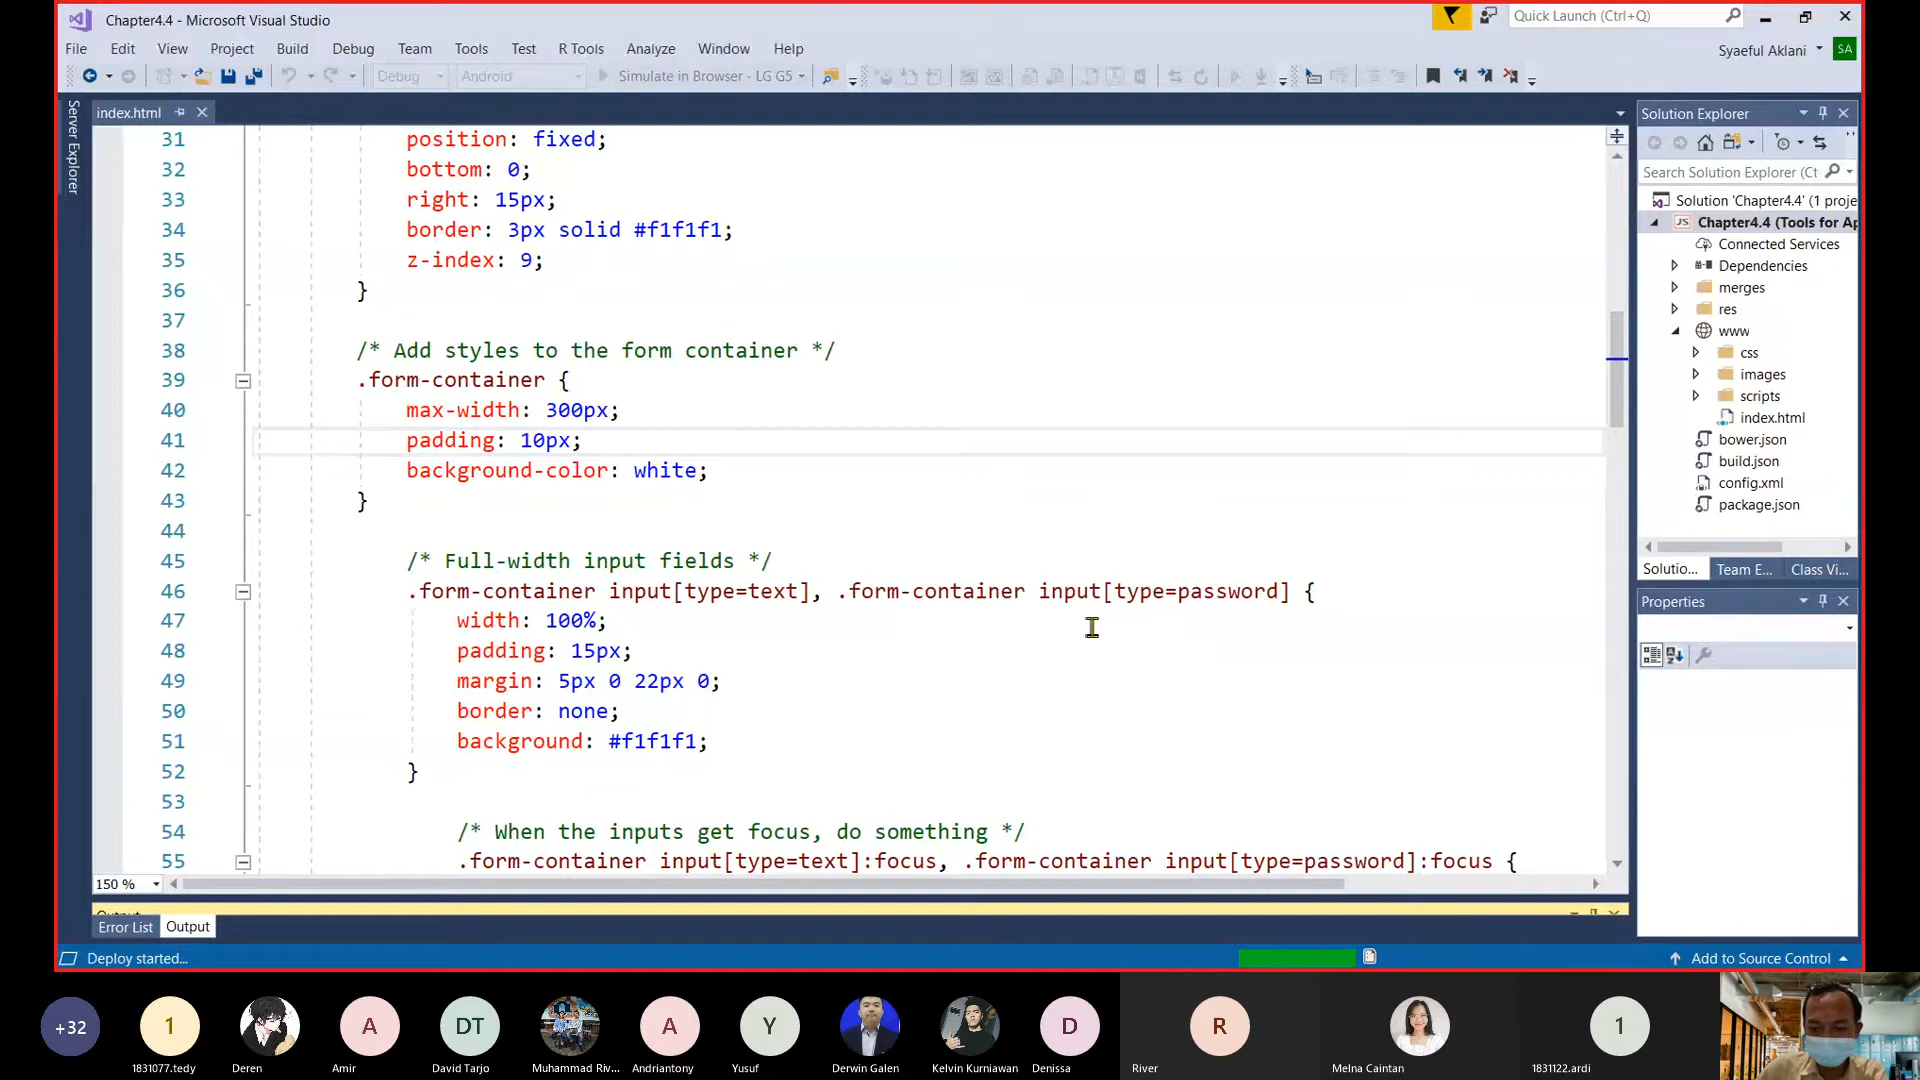 Chapter4.4 - Microsoft Visual Studio
Quick Launch (Ctrl+Q)
File Edit View Project Build Debug Team Tools Test R Tools Analyze Window Help
Syaeful Aklani
SA
Debug Android Simulate in Browser - LG G5
Server Explorer
index.html
31 position: fixed;
32 bottom: 0;
33 right: 15px;
34 border: 3px solid #f1f1f1;
35 z-index: 9;
36 }
37
38 /* Add styles to the form container */
39 .form-container {
40 max-width: 300px;
41 padding: 10px;
42 background-color: white;
43 }
44
45 /* Full-width input fields */
46 .form-container input[type=text], .form-container input[type=password] {
47 width: 100%;
48 padding: 15px;
49 margin: 5px 0 22px 0;
50 border: none;
51 background: #f1f1f1;
52 }
53
54 /* When the inputs get focus, do something */
55 .form-container input[type=text]:focus, .form-container input[type=password]:focus {
150 %
Solution Explorer
Search Solution Explorer (Ct
Solution 'Chapter4.4' (1 proje
JS Chapter4.4 (Tools for Ap
Connected Services
Dependencies
merges
res
www
css
images
scripts
index.html
bower.json
build.json
config.xml
package.json
Solutio... Team E... Class Vi...
Properties
Output
Error List Output
Deploy started...
Add to Source Control
+32
1
1831077.tedy
Deren
A
Amir
DT
David Tarjo
Muhammad Riv...
A
Andriantony
Y
Yusuf
Derwin Galen
Kelvin Kurniawan
D
Denissa
R
River
Melna Caintan
1
1831122.ardi